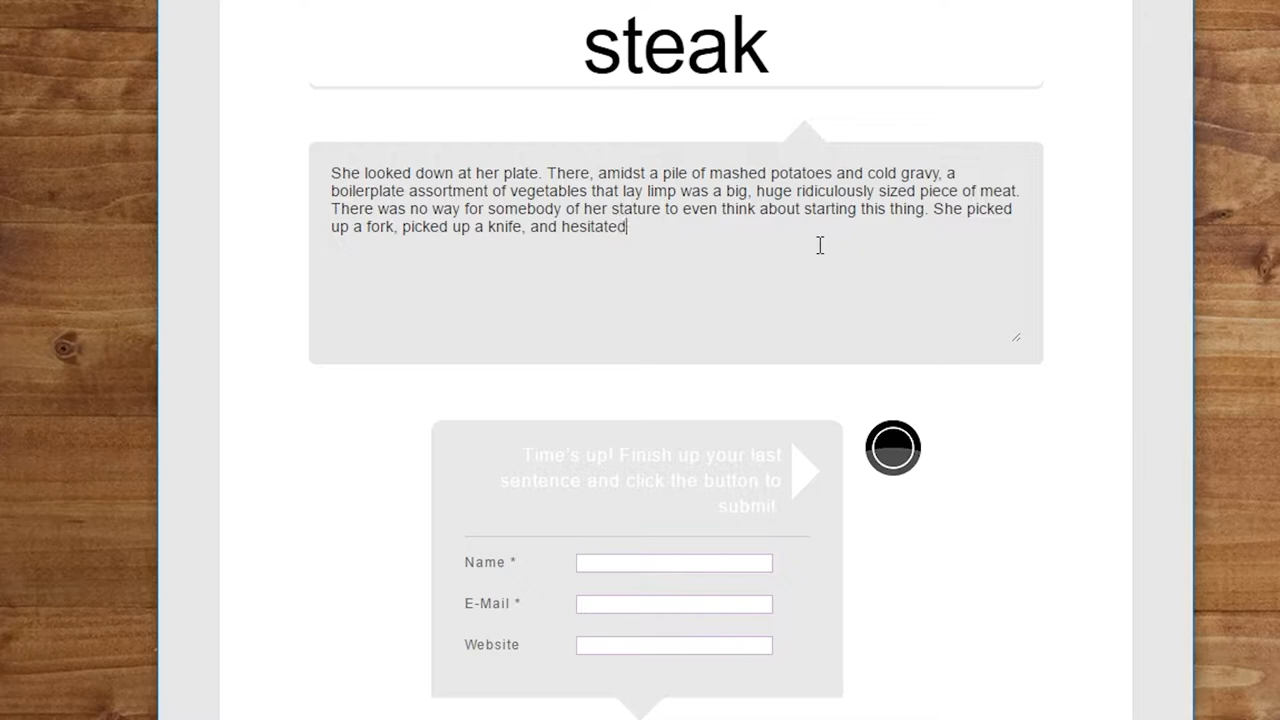 steak
She looked down at her plate. There, amidst a pile of mashed potatoes and cold gravy, a
boilerplate assortment of vegetables that lay limp was a big, huge ridiculously sized piece of meat.
There was no way for somebody of her stature to even think about starting this thing. She picked
up a fork, picked up a knife, and hesitated
Time's up! Finish up your last
sentence and click the button to
submit.
Name *
E-Mail *
Website